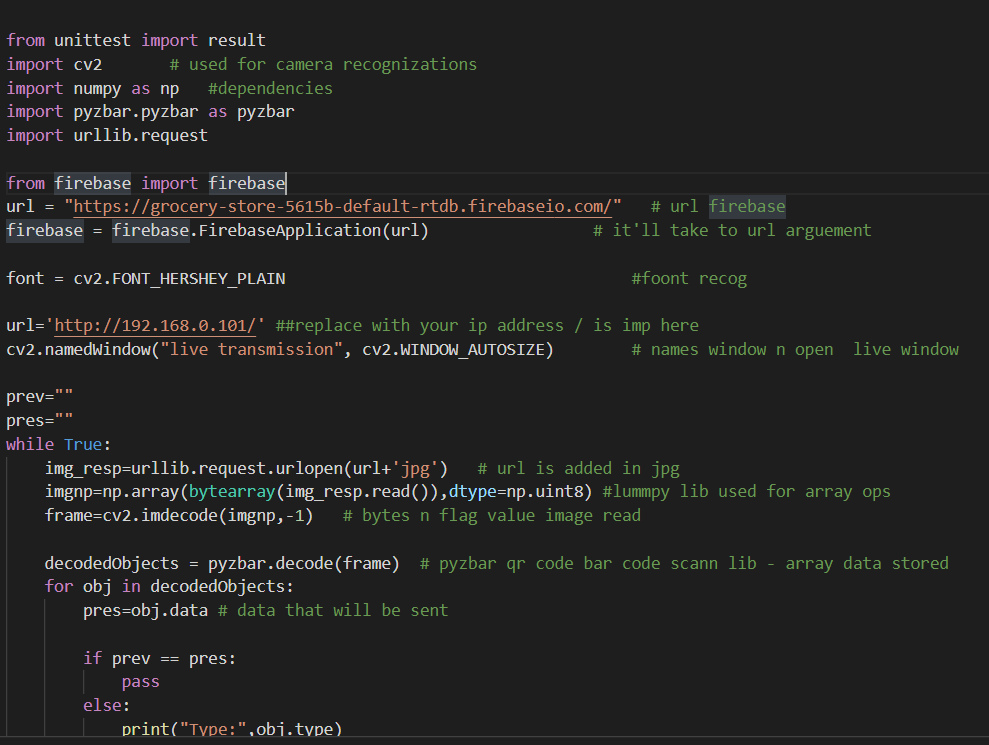 from unittest import result
import cv2       # used for camera recognizations
import numpy as np   #dependencies
import pyzbar.pyzbar as pyzbar
import urllib.request
from firebase import firebase
url = "https://grocery-store-5615b-default-rtdb.firebaseio.com/"   # url firebase
firebase = firebase.FirebaseApplication(url)                 # it'll take to url arguement
font = cv2.FONT_HERSHEY_PLAIN                                    #foont recog
url='http://192.168.0.101/' ##replace with your ip address / is imp here
cv2.namedWindow("live transmission", cv2.WINDOW_AUTOSIZE)        # names window n open  live window
prev=""
pres=""
while True:
    img_resp=urllib.request.urlopen(url+'jpg')   # url is added in jpg
    imgnp=np.array(bytearray(img_resp.read()),dtype=np.uint8) #lummpy lib used for array ops
    frame=cv2.imdecode(imgnp,-1)   # bytes n flag value image read
    decodedObjects = pyzbar.decode(frame)  # pyzbar qr code bar code scann lib - array data stored
    for obj in decodedObjects:
        pres=obj.data # data that will be sent
        if prev == pres:
            pass
        else:
            print("Type:",obj.type)